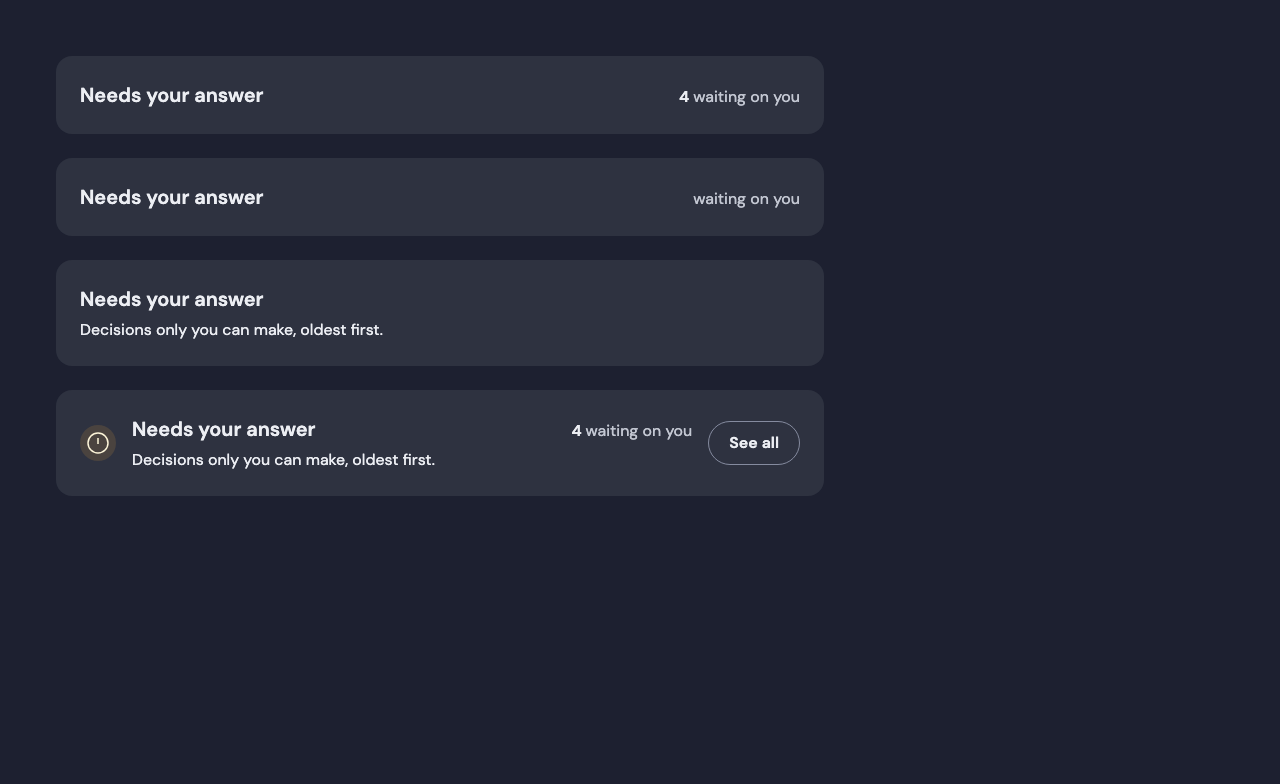 Needs your answer 4 waiting on you
Needs your answer waiting on you
Needs your answer
Decisions only you can make, oldest first.
Needs your answer 4 waiting on you See all
Decisions only you can make, oldest first.